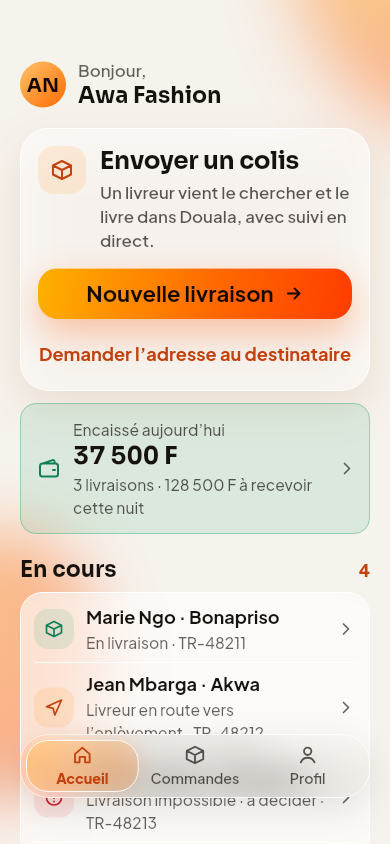 Bonjour,
AN
Awa Fashion
Envoyer un colis
Un livreur vient le chercher et le
livre dans Douala, avec suivi en
direct.
Nouvelle livraison
Demander l’adresse au destinataire
Encaissé aujourd’hui
37 500 F
3 livraisons · 128 500 F à recevoir
cette nuit
En cours
4
Marie Ngo · Bonapriso
En livraison · TR-48211
Jean Mbarga · Akwa
Livreur en route vers
l’enlèvement · TR-48212
Accueil
Commandes
Profil
Livraison impossible · à décider ·
TR-48213